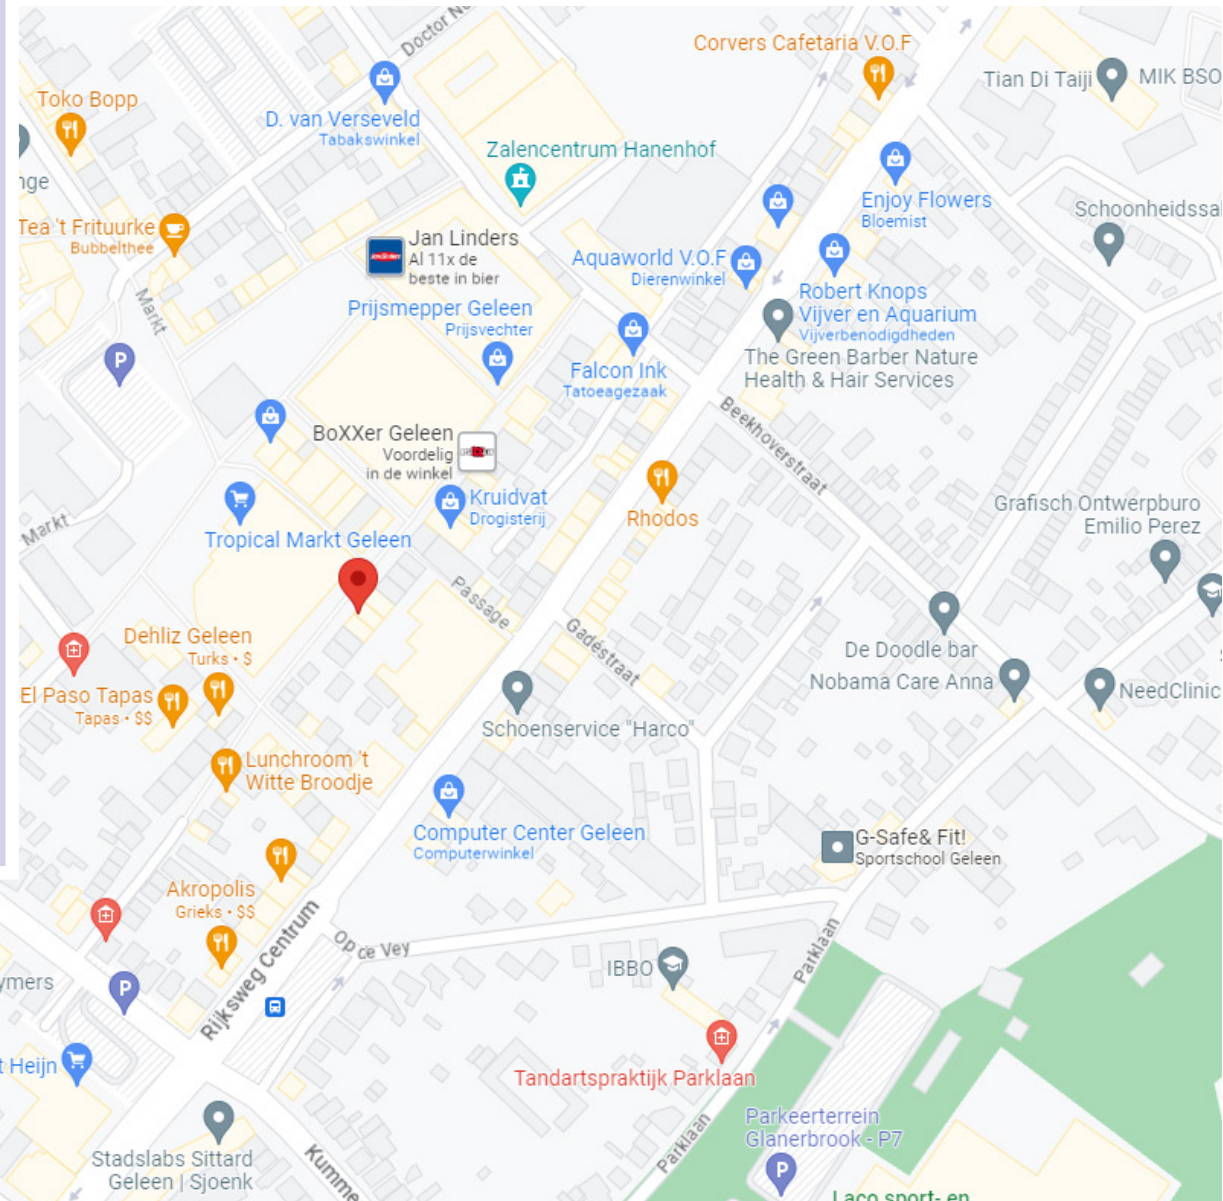 Doctor No
Corvers Cafetaria V.O.F
Tian Di Taiji
MIK BSO
Toko Bopp
D. van Verseveld
Tabakswinkel
Zalencentrum Hanenhof
nge
Enjoy Flowers
Bloemist
Schoonheidssal
Tea 't Frituurke
Bubbelthee
Jan Linders
Al 11x de
beste in bier
Aquaworld V.O.F
Dierenwinkel
Robert Knops
Vijver en Aquarium
Vijverbenodigdheden
Markt
Prijsmepper Geleen
Prijsvechter
P
Falcon Ink
Tatoeagezaak
The Green Barber Nature
Health & Hair Services
Beekhoverstraat
BoXXer Geleen
Voordelig
in de winkel
Kruidvat
Drogisterij
Rhodos
Grafisch Ontwerpburo
Emilio Perez
Markt
Tropical Markt Geleen
Passage
Gadéstraat
Dehliz Geleen
Turks • $
De Doodle bar
El Paso Tapas
Tapas • $$
Nobama Care Anna
NeedClinic
Schoenservice "Harco"
Lunchroom 't
Witte Broodje
Computer Center Geleen
Computerwinkel
G-Safe& Fit!
Sportschool Geleen
Akropolis
Grieks • $$
Rijksweg Centrum
Op de Vey
Parklaan
IBBO
ymers
P
t Heijn
Tandartspraktijk Parklaan
Parkeerterrein
Glanerbrook - P7
P
Parklaan
Stadslabs Sittard
Geleen | Sjoenk
Kumme
Laco sport- en